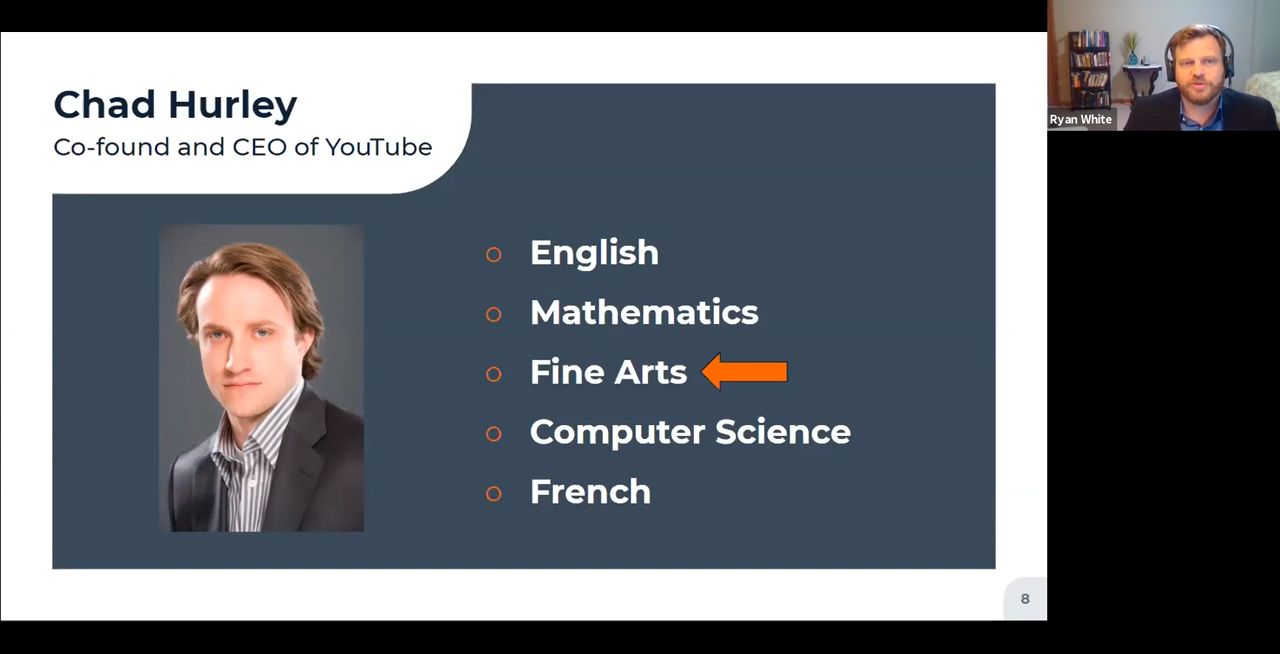 Chad Hurley
Co-found and CEO of YouTube
English
Mathematics
Fine Arts
Computer Science
French
8
Ryan White